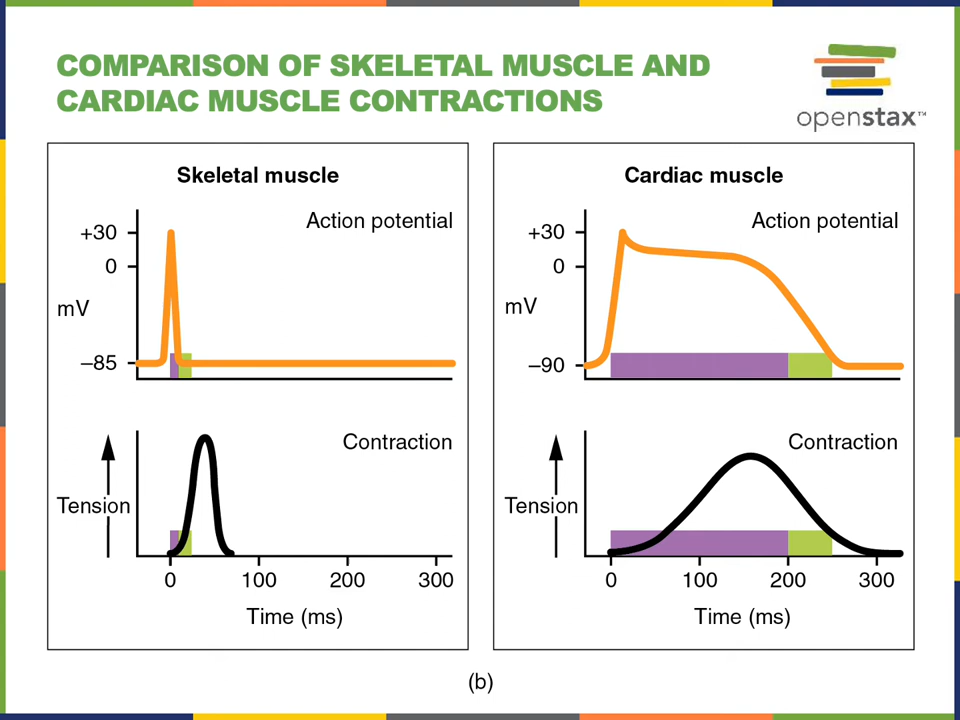 COMPARISON OF SKELETAL MUSCLE AND
CARDIAC MUSCLE CONTRACTIONS
openstax™
Skeletal muscle
Action potential
+30
0
mV
–85
Contraction
Tension
0 100 200 300
Time (ms)
Cardiac muscle
Action potential
+30
0
mV
–90
Contraction
Tension
0 100 200 300
Time (ms)
(b)